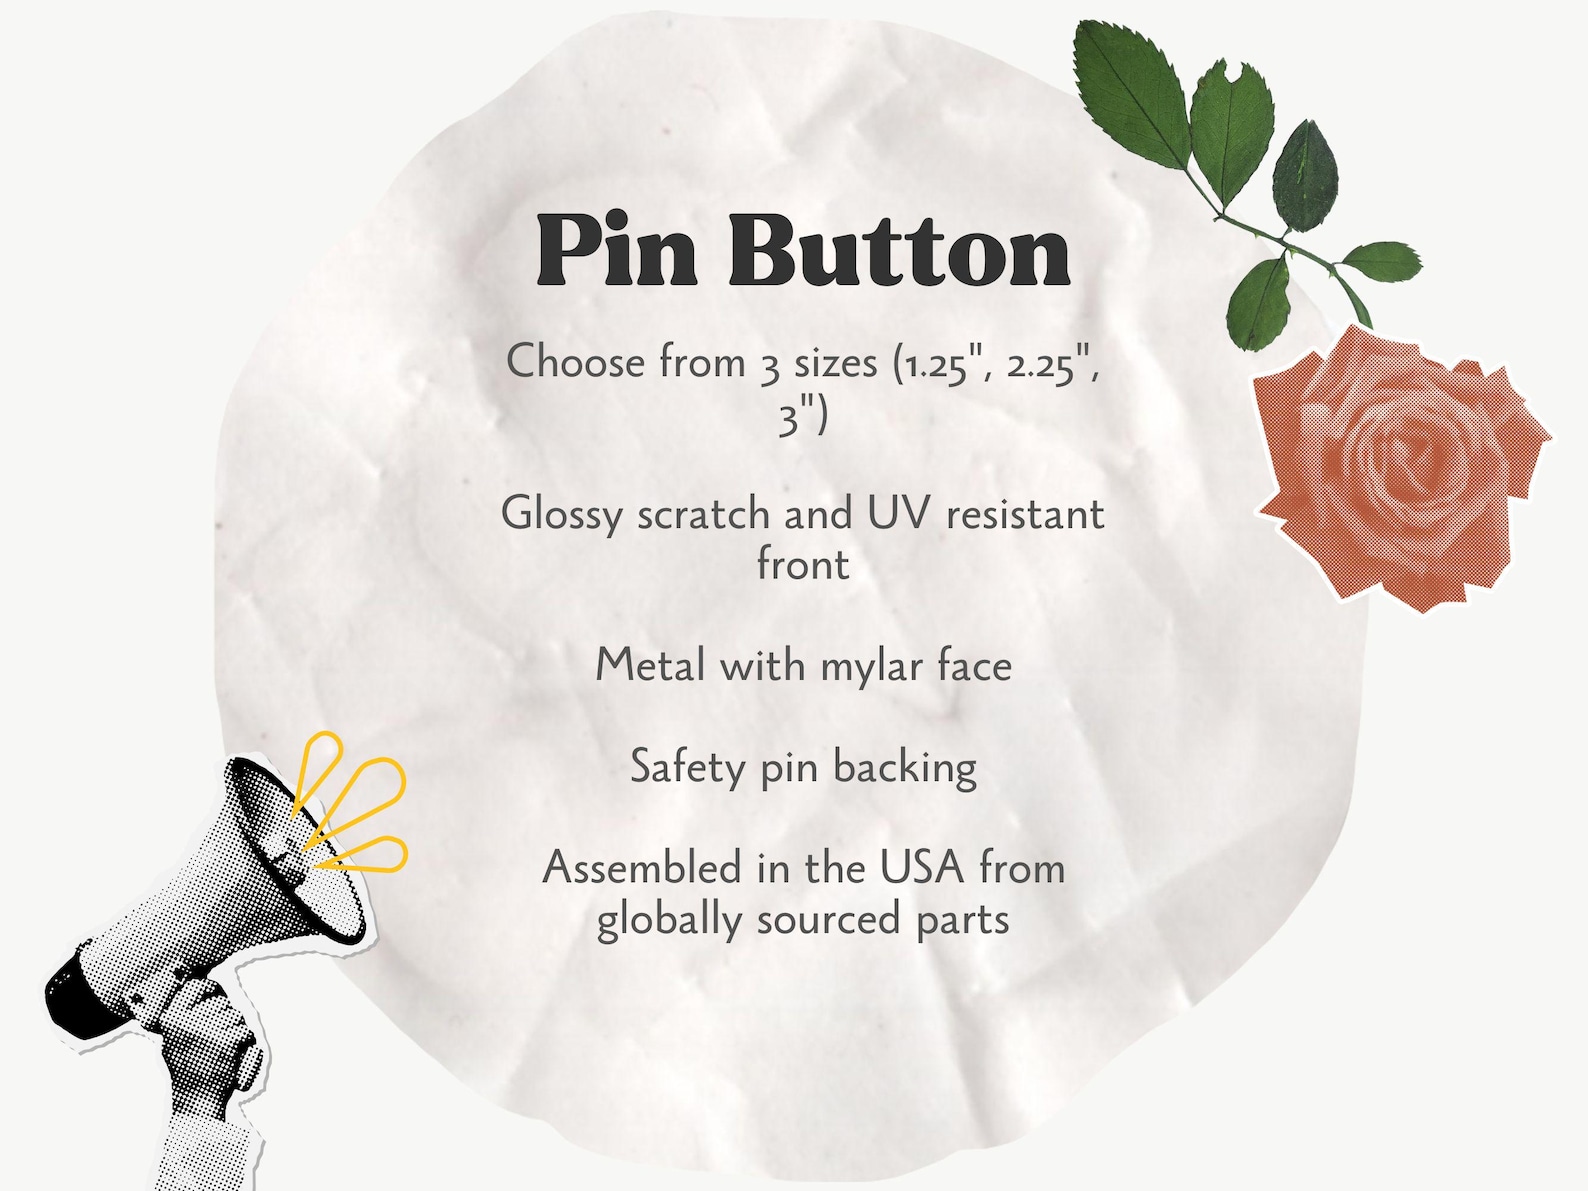 Pin Button
Choose from 3 sizes (1.25", 2.25",
3")
Glossy scratch and UV resistant
front
Metal with mylar face
Safety pin backing
Assembled in the USA from
globally sourced parts